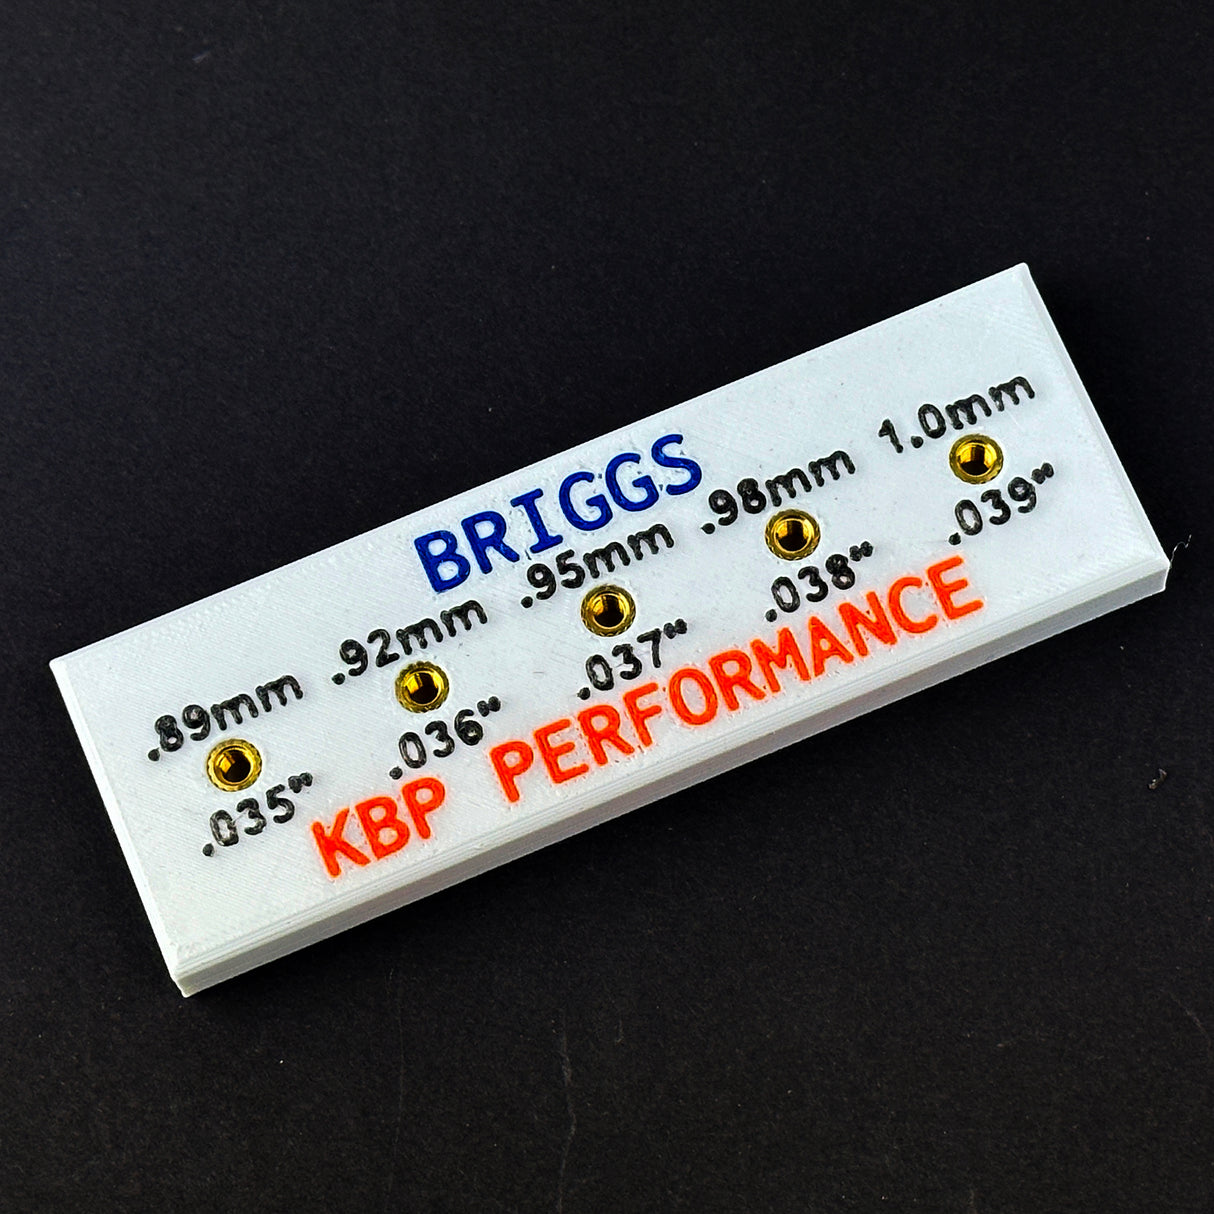 BRIGGS
.89mm .92mm .95mm .98mm 1.0mm
.035" .036" .037" .038" .039"
KBP PERFORMANCE